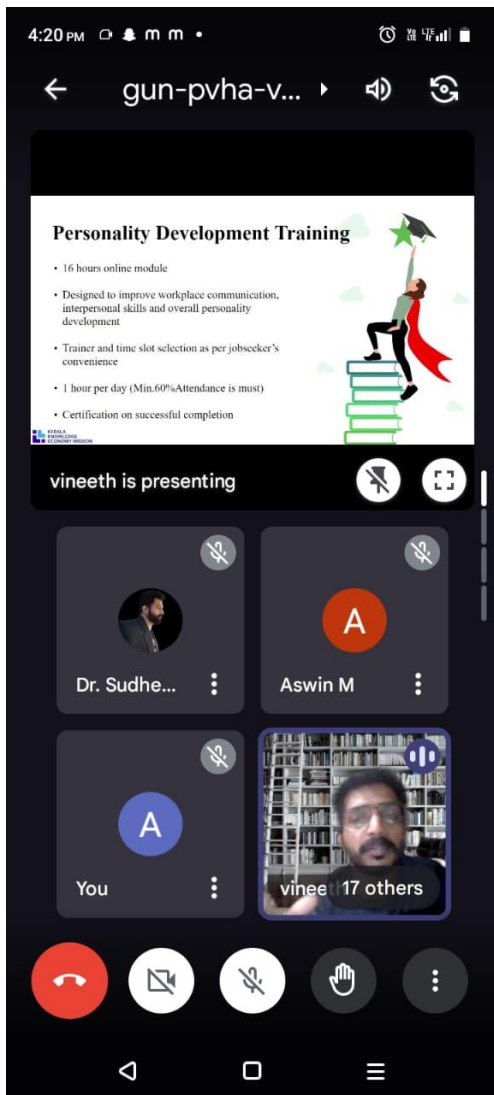 4:20 PM
gun-pvha-v...
Personality Development Training
• 16 hours online module
• Designed to improve workplace communication,
interpersonal skills and overall personality
development
• Trainer and time slot selection as per jobseeker's
convenience
• 1 hour per day (Min.60%Attendance is must)
• Certification on successful completion
KERALA
KNOWLEDGE
ECONOMY MISSION
vineeth is presenting
Dr. Sudhe...
A
Aswin M
A
You
vineet 17 others